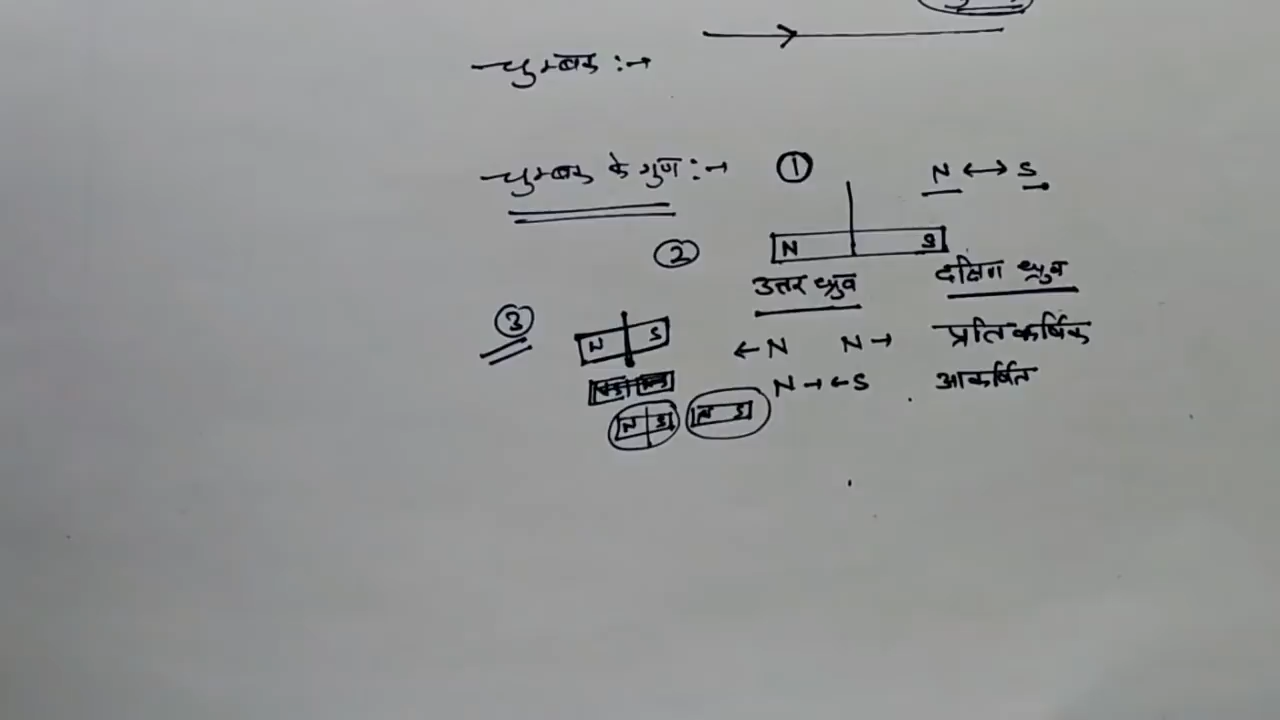 चुम्बक :→
चुम्बक के गुण :→ ① N ↔ S
② N S
उत्तर ध्रुव दक्षिण ध्रुव
③ N S ← N N → प्रतिकर्षिक
N → ← S आकर्षित
N S N S